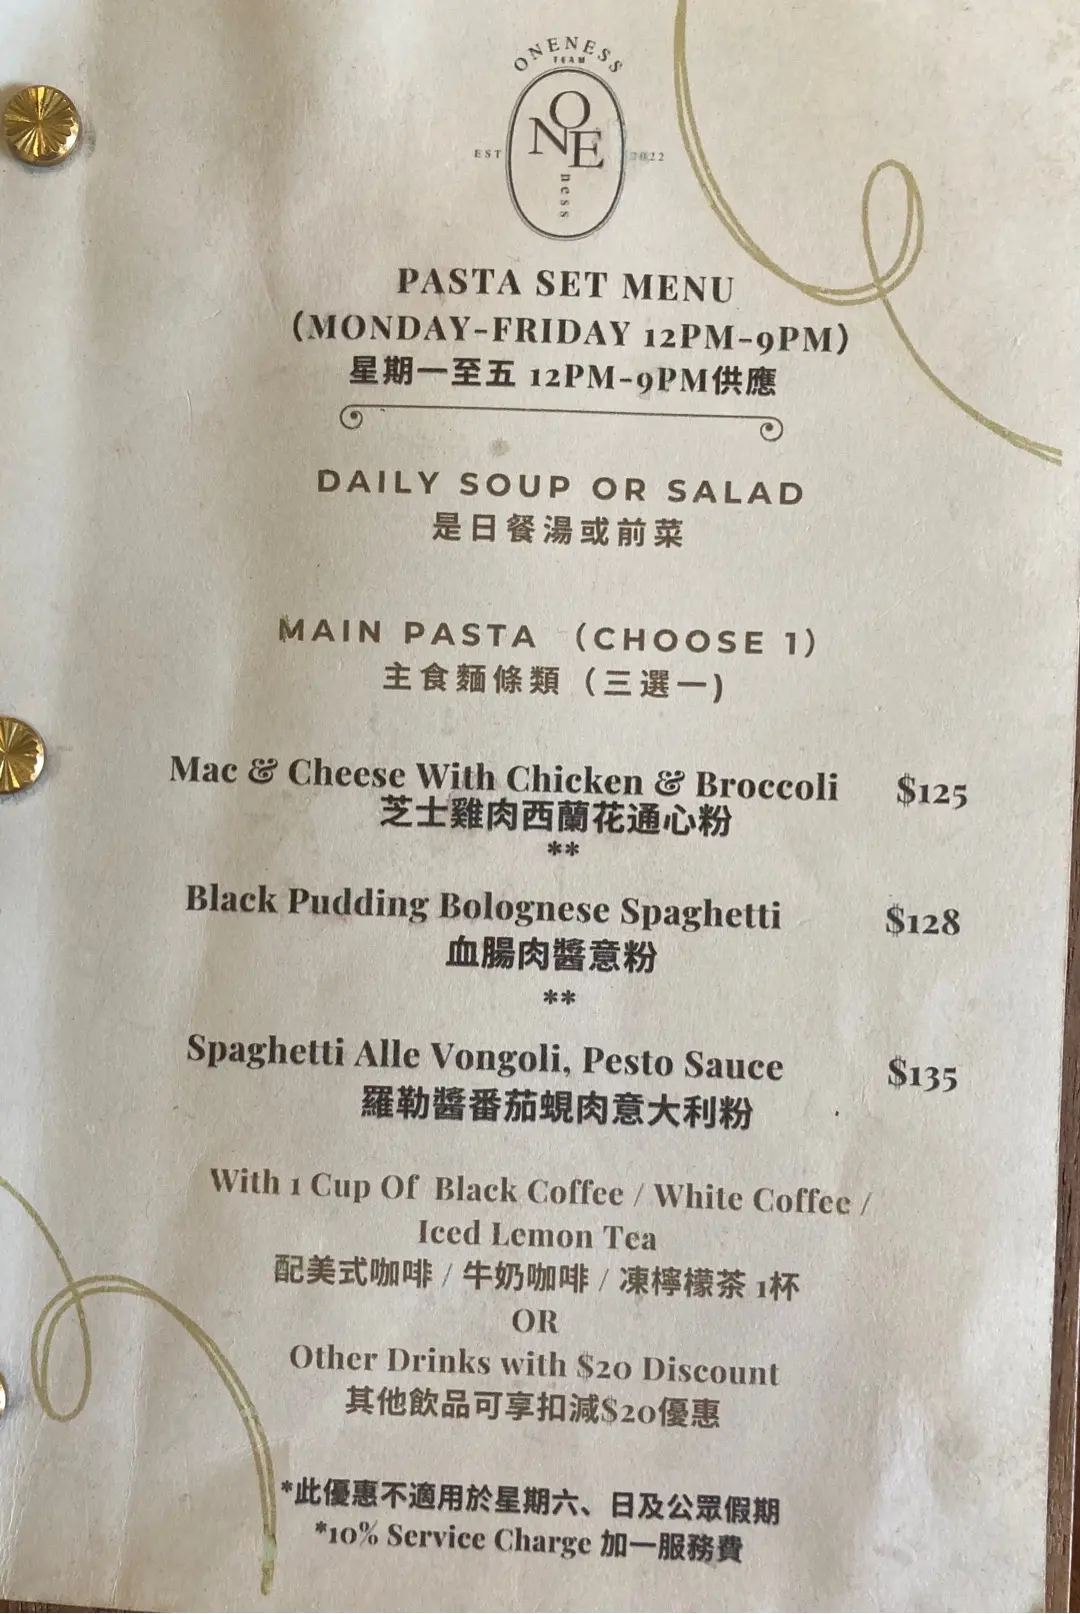 ONENESS
TEAM
ONE
ness
EST 2022
PASTA SET MENU
(MONDAY-FRIDAY 12PM-9PM)
星期一至五 12PM-9PM供應
DAILY SOUP OR SALAD
是日餐湯或前菜
MAIN PASTA (CHOOSE 1)
主食麵條類 (三選一)
Mac & Cheese With Chicken & Broccoli $125
芝士雞肉西蘭花通心粉
**
Black Pudding Bolognese Spaghetti $128
血腸肉醬意粉
**
Spaghetti Alle Vongoli, Pesto Sauce $135
羅勒醬番茄蜆肉意大利粉
With 1 Cup Of Black Coffee / White Coffee /
Iced Lemon Tea
配美式咖啡 / 牛奶咖啡 / 凍檸檬茶 1杯
OR
Other Drinks with $20 Discount
其他飲品可享扣減$20優惠
*此優惠不適用於星期六、日及公眾假期
*10% Service Charge 加一服務費